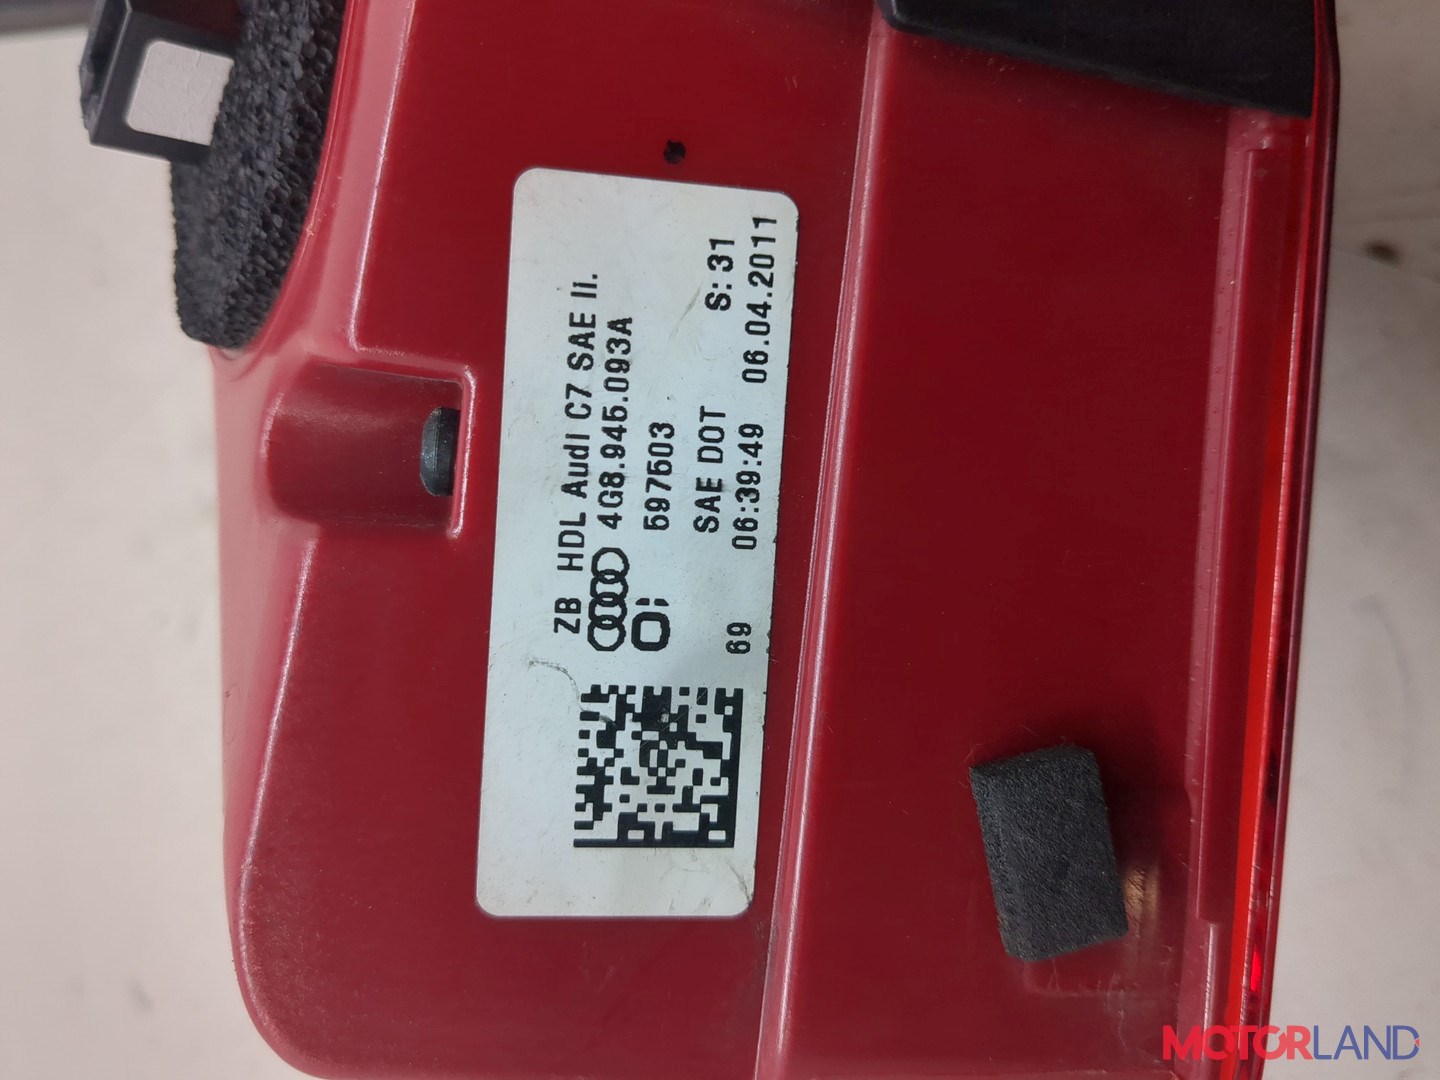 ZB HDL Audi C7 SAE li.
4G8.945.093A
O; 597503
SAE DOT S: 31
69 06:39:49 06.04.2011
MOTORLAND